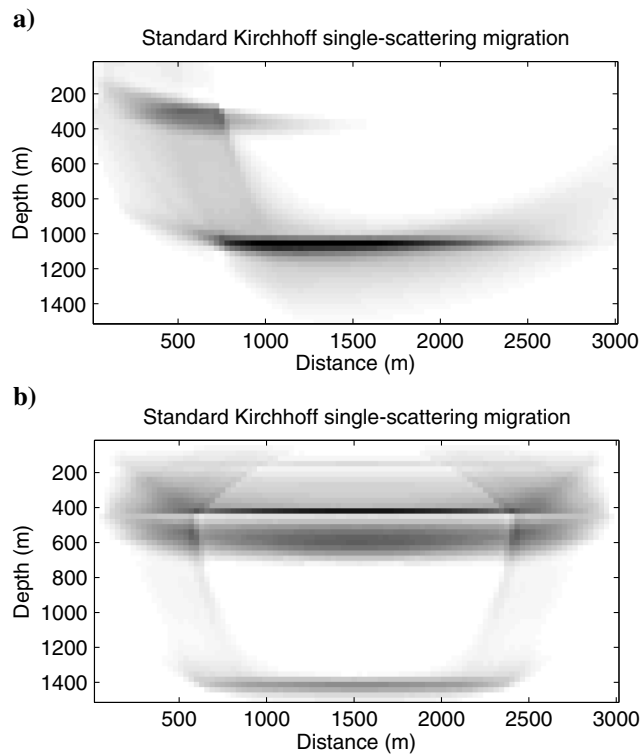 a)
Standard Kirchhoff single-scattering migration
200
400
600
800
1000
1200
1400
Depth (m)
500 1000 1500 2000 2500 3000
Distance (m)
b)
Standard Kirchhoff single-scattering migration
200
400
600
800
1000
1200
1400
Depth (m)
500 1000 1500 2000 2500 3000
Distance (m)